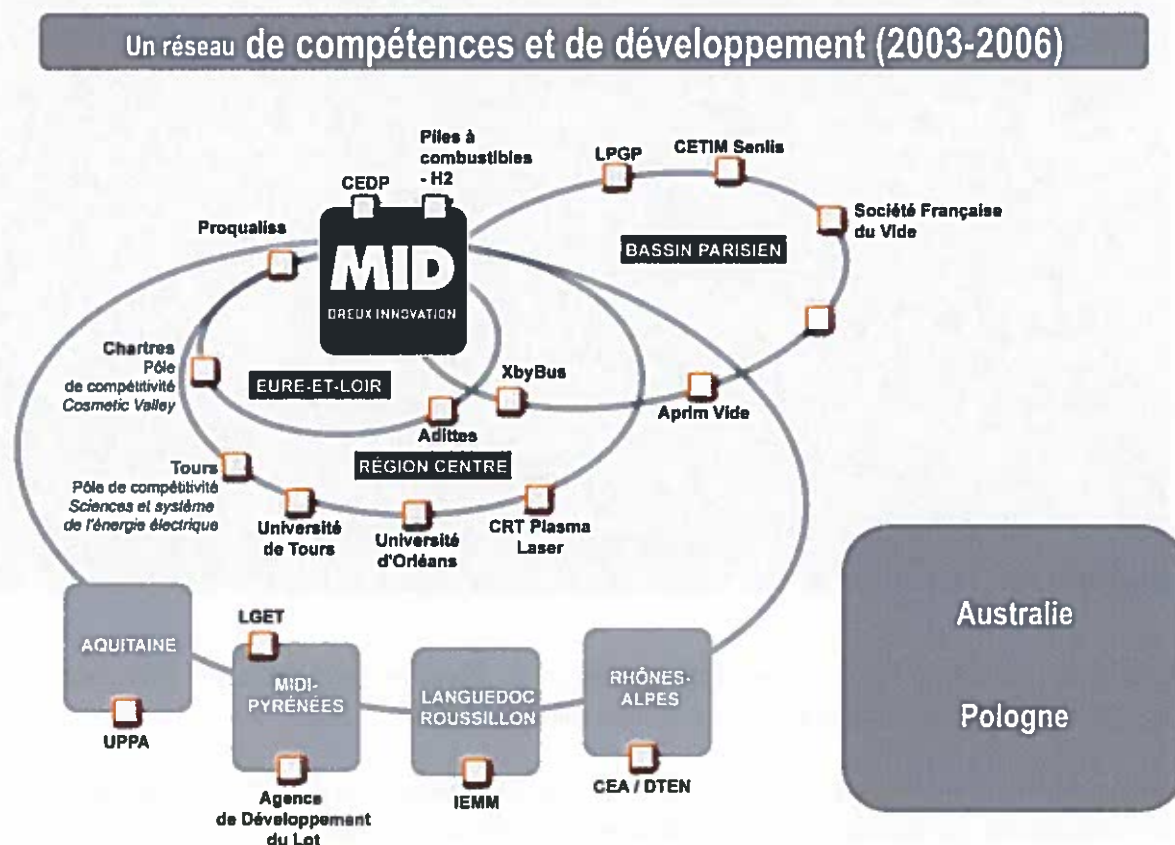 Un réseau de compétences et de développement (2003-2006)
Piles à
combustibles
- H2
CEDP
LPGP
CETIM Senlis
Proqualiss
Société Française
du Vide
MID
DREUX INNOVATION
BASSIN PARISIEN
Chartres
Pôle
de compétitivité
Cosmetic Valley
EURE-ET-LOIR
XbyBus
Aprim Vide
Adittes
RÉGION CENTRE
Tours
Pôle de compétitivité
Sciences et système
de l'énergie électrique
Université
de Tours
Université
d'Orléans
CRT Plasma
Laser
AQUITAINE
UPPA
LGET
MIDI-
PYRÉNÉES
Agence
de Développement
du Lot
LANGUEDOC
ROUSSILLON
IEMM
RHÔNES-
ALPES
CEA / DTEN
Australie
Pologne